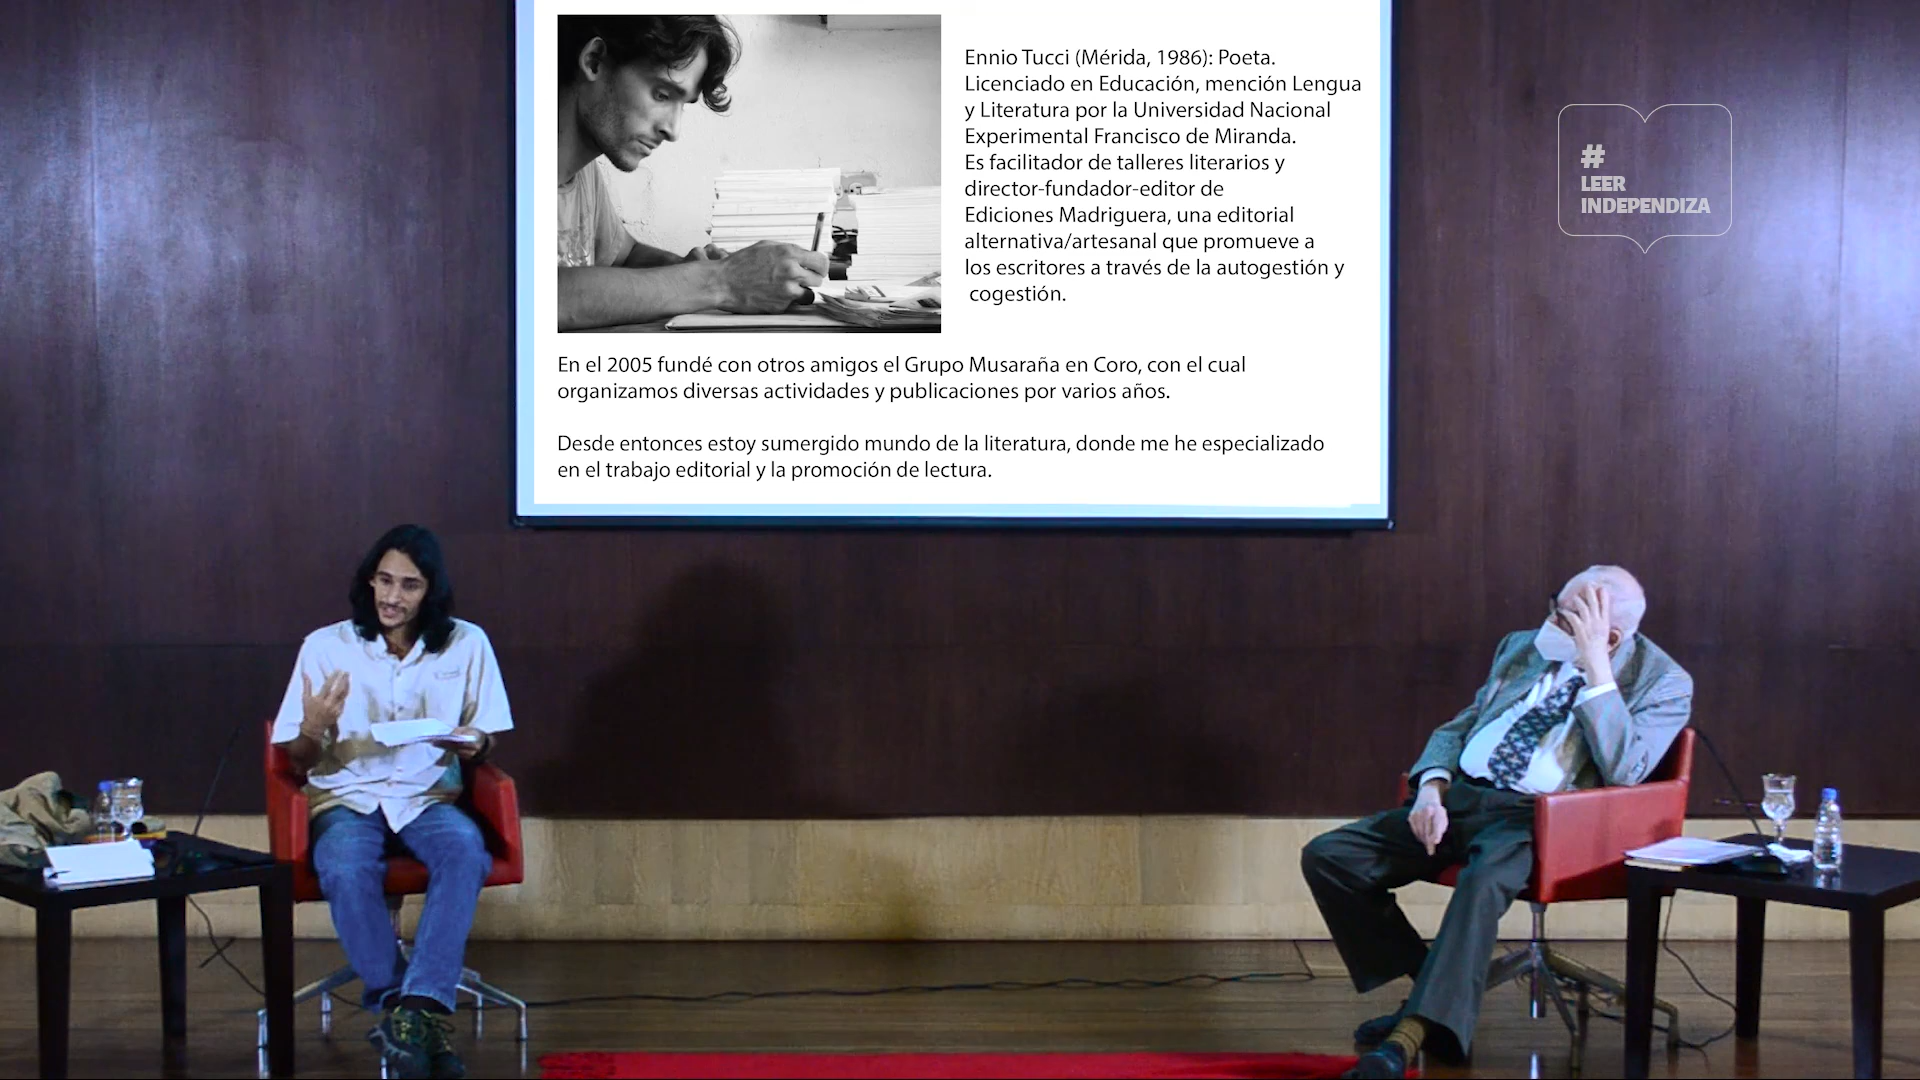 Ennio Tucci (Mérida, 1986): Poeta.
Licenciado en Educación, mención Lengua
y Literatura por la Universidad Nacional
Experimental Francisco de Miranda.
Es facilitador de talleres literarios y
director-fundador-editor de
Ediciones Madriguera, una editorial
alternativa/artesanal que promueve a
los escritores a través de la autogestión y
cogestión.
En el 2005 fundé con otros amigos el Grupo Musaraña en Coro, con el cual
organizamos diversas actividades y publicaciones por varios años.
Desde entonces estoy sumergido mundo de la literatura, donde me he especializado
en el trabajo editorial y la promoción de lectura.
#
LEER
INDEPENDIZA